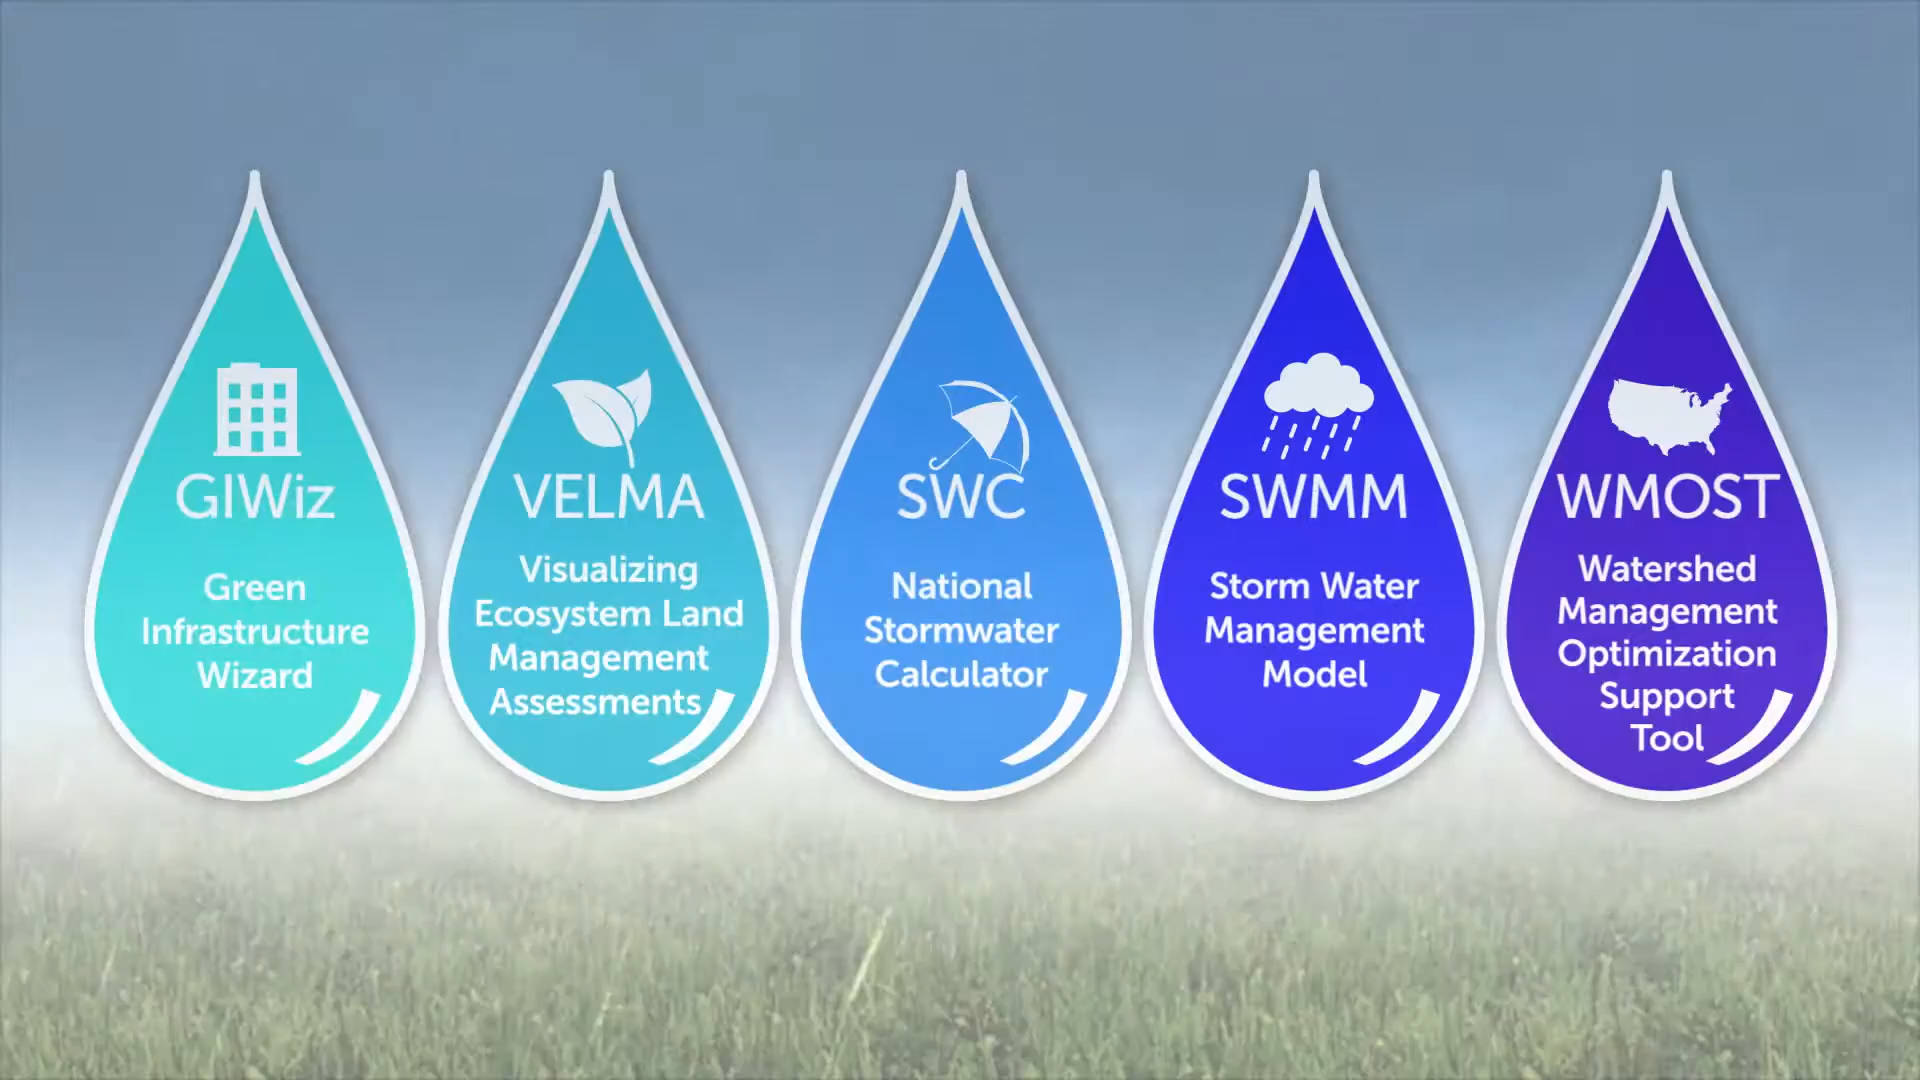 GIWiz
Green
Infrastructure
Wizard
VELMA
Visualizing
Ecosystem Land
Management
Assessments
SWC
National
Stormwater
Calculator
SWMM
Storm Water
Management
Model
WMOST
Watershed
Management
Optimization
Support
Tool